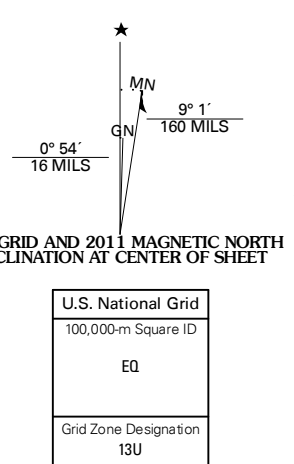 ★
MN
9° 1´
160 MILS
GN
0° 54´
16 MILS
GRID AND 2011 MAGNETIC NORTH
CLINATION AT CENTER OF SHEET
U.S. National Grid
100,000-m Square ID
EQ
Grid Zone Designation
13U